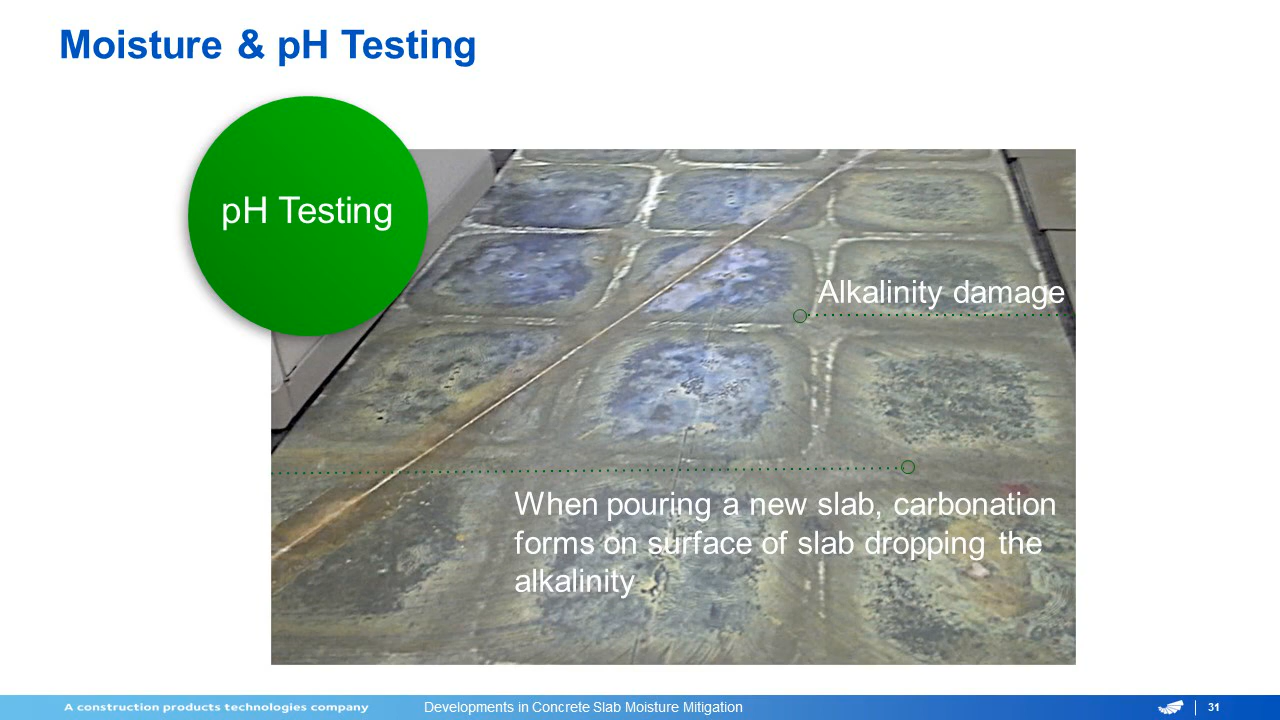 Moisture & pH Testing
pH Testing
Alkalinity damage
When pouring a new slab, carbonation
forms on surface of slab dropping the
alkalinity
A construction products technologies company
Developments in Concrete Slab Moisture Mitigation
31